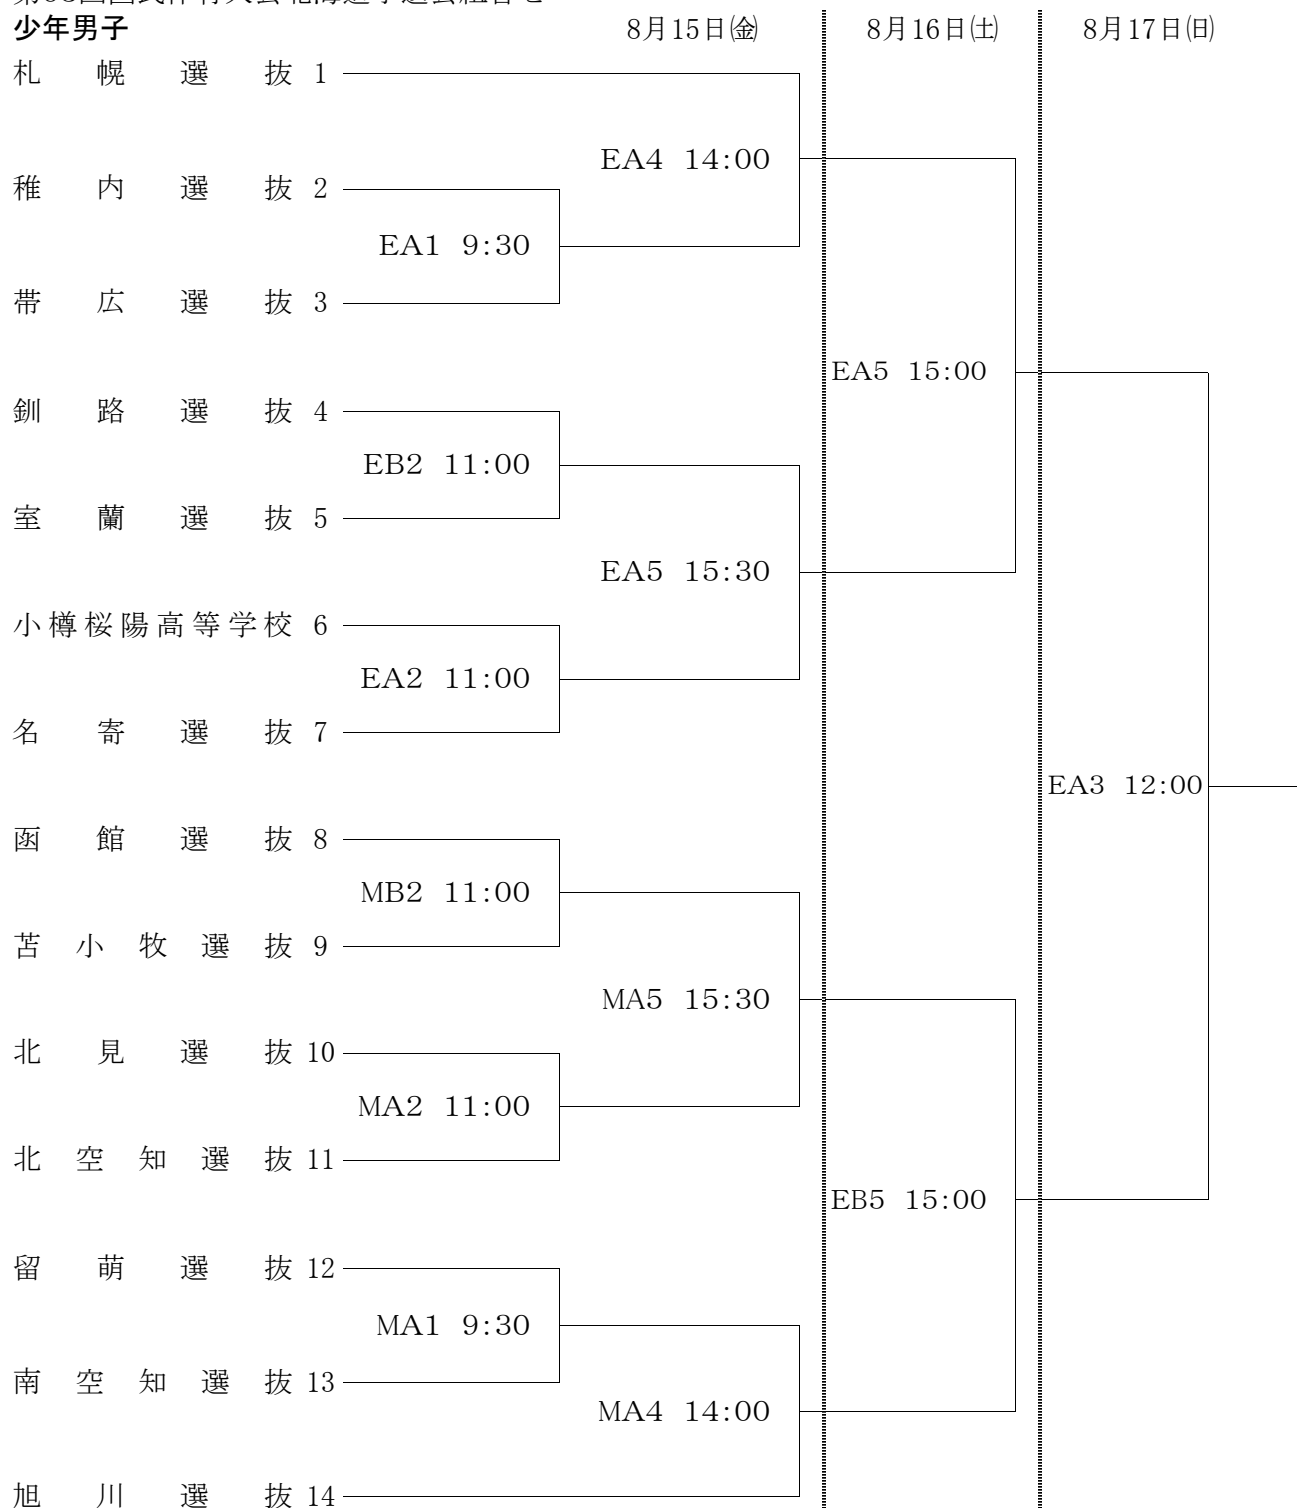 少年男子 8月15日(金) 8月16日(土) 8月17日(日)
札幌選抜 1
EA4 14:00
稚内選抜 2
EA1 9:30
帯広選抜 3
EA5 15:00
釧路選抜 4
EB2 11:00
室蘭選抜 5
EA5 15:30
小樽桜陽高等学校 6
EA2 11:00
名寄選抜 7
EA3 12:00
函館選抜 8
MB2 11:00
苫小牧選抜 9
MA5 15:30
北見選抜 10
MA2 11:00
北空知選抜 11
EB5 15:00
留萌選抜 12
MA1 9:30
南空知選抜 13
MA4 14:00
旭川選抜 14